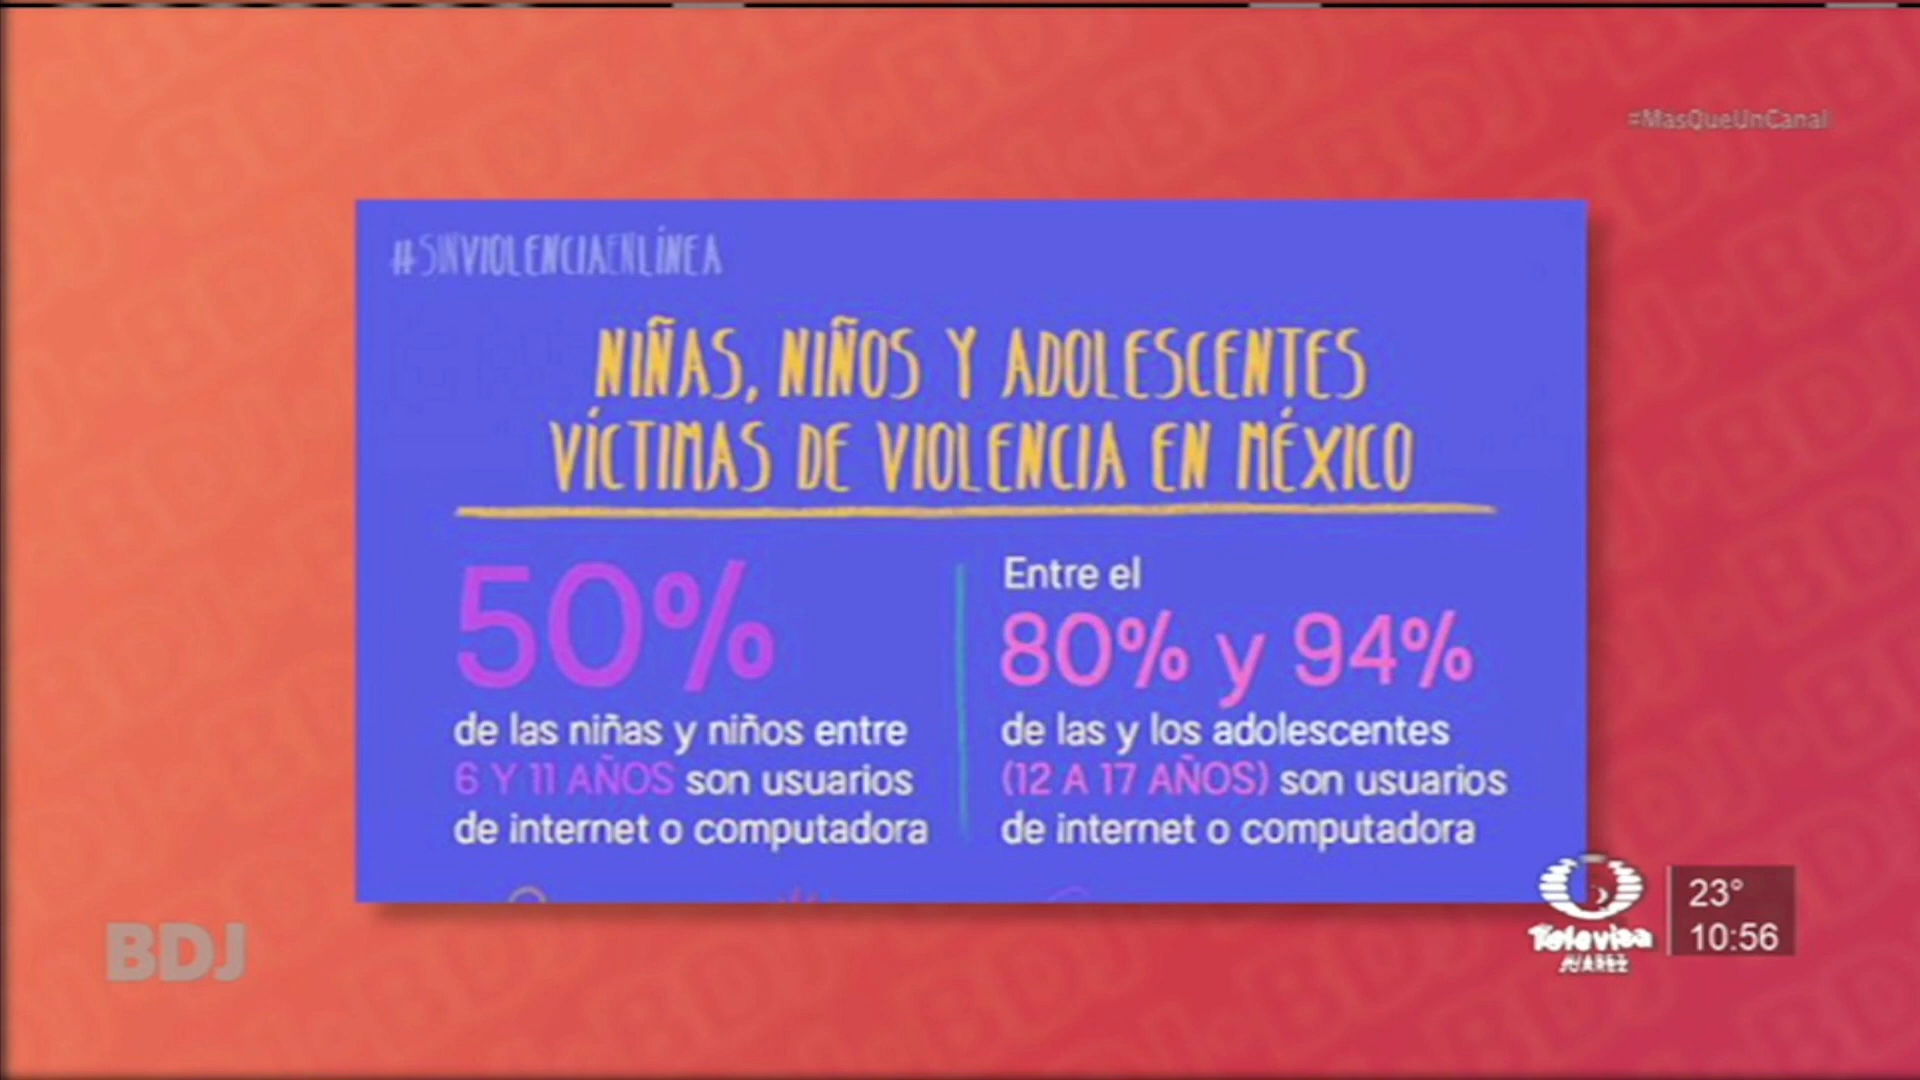 #MasQueUnCanal
#SINVIOLENCIAENLÍNEA
NIÑAS, NIÑOS Y ADOLESCENTES
VÍCTIMAS DE VIOLENCIA EN MÉXICO
50%
de las niñas y niños entre
6 Y 11 AÑOS son usuarios
de internet o computadora
Entre el
80% y 94%
de las y los adolescentes
(12 A 17 AÑOS) son usuarios
de internet o computadora
BDJ
Televisa
JUAREZ
23°
10:56